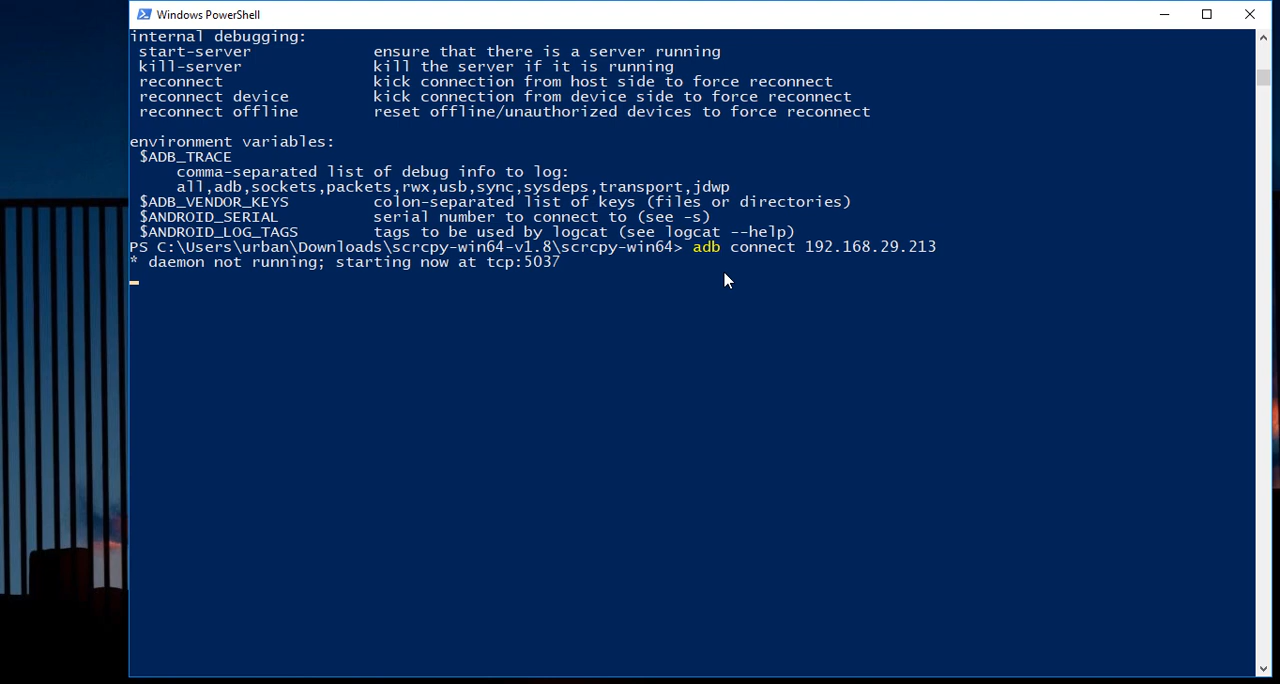 Windows PowerShell
internal debugging:
start-server ensure that there is a server running
kill-server kill the server if it is running
reconnect kick connection from host side to force reconnect
reconnect device kick connection from device side to force reconnect
reconnect offline reset offline/unauthorized devices to force reconnect
environment variables:
$ADB_TRACE
comma-separated list of debug info to log:
all,adb,sockets,packets,rwx,usb,sync,sysdeps,transport,jdwp
$ADB_VENDOR_KEYS colon-separated list of keys (files or directories)
$ANDROID_SERIAL serial number to connect to (see -s)
$ANDROID_LOG_TAGS tags to be used by logcat (see logcat --help)
PS C:\Users\urban\Downloads\scrcpy-win64-v1.8\scrcpy-win64> adb connect 192.168.29.213
* daemon not running; starting now at tcp:5037